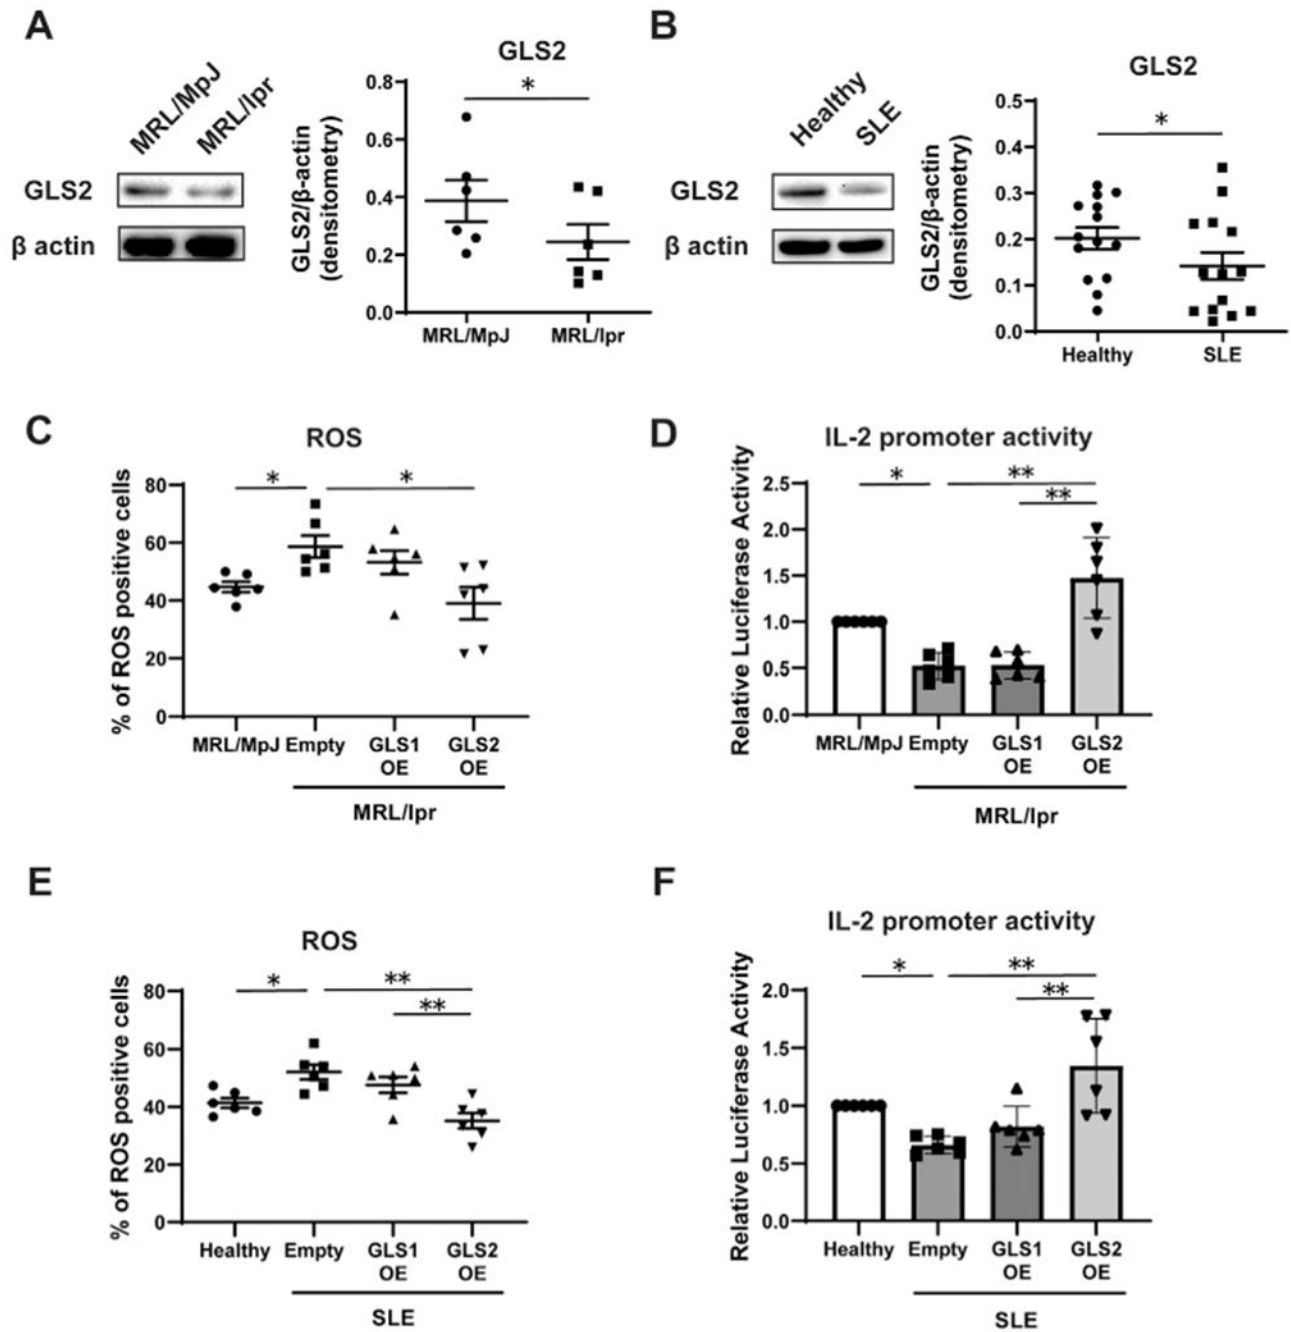 A
MRL/MpJ
MRL/lpr
GLS2
β actin
GLS2
*
GLS2/β-actin
(densitometry)
0.8
0.6
0.4
0.2
0.0
MRL/MpJ
MRL/lpr
B
Healthy
SLE
GLS2
β actin
GLS2
*
GLS2/β-actin
(densitometry)
0.5
0.4
0.3
0.2
0.1
0.0
Healthy
SLE
C
ROS
*
*
% of ROS positive cells
80
60
40
20
0
MRL/MpJ
Empty
GLS1
OE
GLS2
OE
MRL/lpr
D
IL-2 promoter activity
*
**
**
Relative Luciferase Activity
2.5
2.0
1.5
1.0
0.5
0.0
MRL/MpJ
Empty
GLS1
OE
GLS2
OE
MRL/lpr
E
ROS
*
**
**
% of ROS positive cells
80
60
40
20
0
Healthy
Empty
GLS1
OE
GLS2
OE
SLE
F
IL-2 promoter activity
*
**
**
Relative Luciferase Activity
2.0
1.5
1.0
0.5
0.0
Healthy
Empty
GLS1
OE
GLS2
OE
SLE